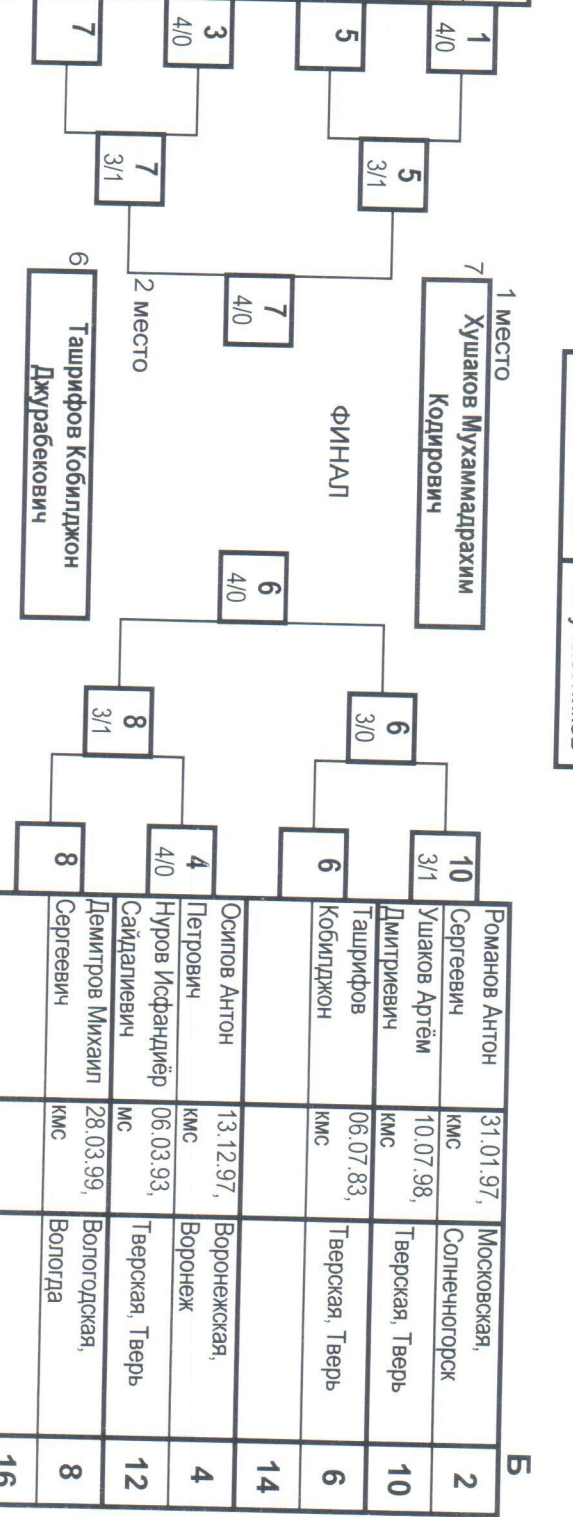 Б
1
4/0
5
3
4/0
7
5
3/1
7
3/1
7
4/0
1 место
7
Хушаков Мухаммадрахим
Кодирович
ФИНАЛ
2 место
6
Ташрифов Кобилджон
Джурабекович
6
4/0
6
3/0
8
3/1
10
3/1
6
4
4/0
8
Романов Антон
Сергеевич
31.01.97,
кмс
Московская,
Солнечногорск
2
Ушаков Артём
Дмитриевич
10.07.98,
кмс
Тверская, Тверь
10
Ташрифов
Кобилджон
06.07.83,
кмс
Тверская, Тверь
6
14
Осипов Антон
Петрович
13.12.97,
кмс
Воронежская,
Воронеж
4
Нуров Исфандиёр
Сайдалиевич
06.03.93,
мс
Тверская, Тверь
12
Демитров Михаил
Сергеевич
28.03.99,
кмс
Вологодская,
Вологда
8
16